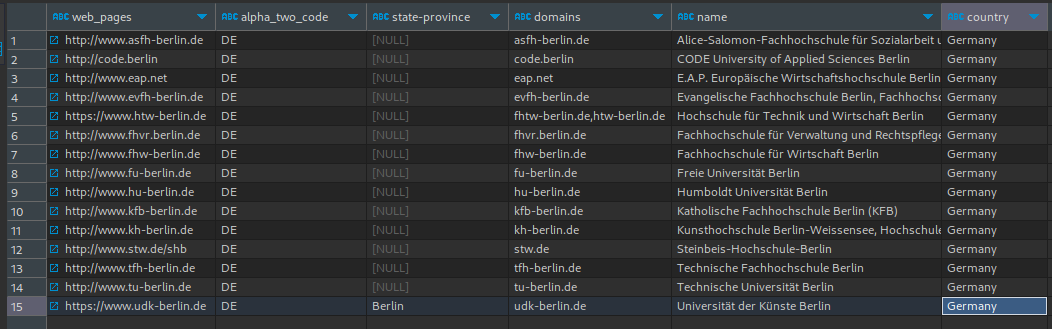 ABC web_pages ABC alpha_two_code ABC state-province ABC domains ABC name ABC country
1 http://www.asfh-berlin.de DE [NULL] asfh-berlin.de Alice-Salomon-Fachhochschule für Sozialarbeit u Germany
2 http://code.berlin DE [NULL] code.berlin CODE University of Applied Sciences Berlin Germany
3 http://www.eap.net DE [NULL] eap.net E.A.P. Europäische Wirtschaftshochschule Berlin Germany
4 http://www.evfh-berlin.de DE [NULL] evfh-berlin.de Evangelische Fachhochschule Berlin, Fachhochsc Germany
5 https://www.htw-berlin.de DE [NULL] fhtw-berlin.de,htw-berlin.de Hochschule für Technik und Wirtschaft Berlin Germany
6 http://www.fhvr.berlin.de DE [NULL] fhvr.berlin.de Fachhochschule für Verwaltung und Rechtspflege Germany
7 http://www.fhw-berlin.de DE [NULL] fhw-berlin.de Fachhochschule für Wirtschaft Berlin Germany
8 http://www.fu-berlin.de DE [NULL] fu-berlin.de Freie Universität Berlin Germany
9 http://www.hu-berlin.de DE [NULL] hu-berlin.de Humboldt Universität Berlin Germany
10 http://www.kfb-berlin.de DE [NULL] kfb-berlin.de Katholische Fachhochschule Berlin (KFB) Germany
11 http://www.kh-berlin.de DE [NULL] kh-berlin.de Kunsthochschule Berlin-Weissensee, Hochschule Germany
12 http://www.stw.de/shb DE [NULL] stw.de Steinbeis-Hochschule-Berlin Germany
13 http://www.tfh-berlin.de DE [NULL] tfh-berlin.de Technische Fachhochschule Berlin Germany
14 http://www.tu-berlin.de DE [NULL] tu-berlin.de Technische Universität Berlin Germany
15 https://www.udk-berlin.de DE Berlin udk-berlin.de Universität der Künste Berlin Germany